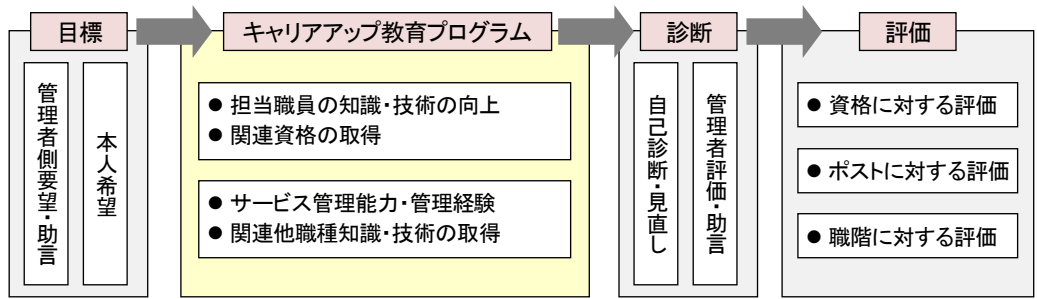 目標
管理者側要望・助言
本人希望
キャリアアップ教育プログラム
● 担当職員の知識・技術の向上
● 関連資格の取得
● サービス管理能力・管理経験
● 関連他職種知識・技術の取得
診断
自己診断・見直し
管理者評価・助言
評価
● 資格に対する評価
● ポストに対する評価
● 職階に対する評価